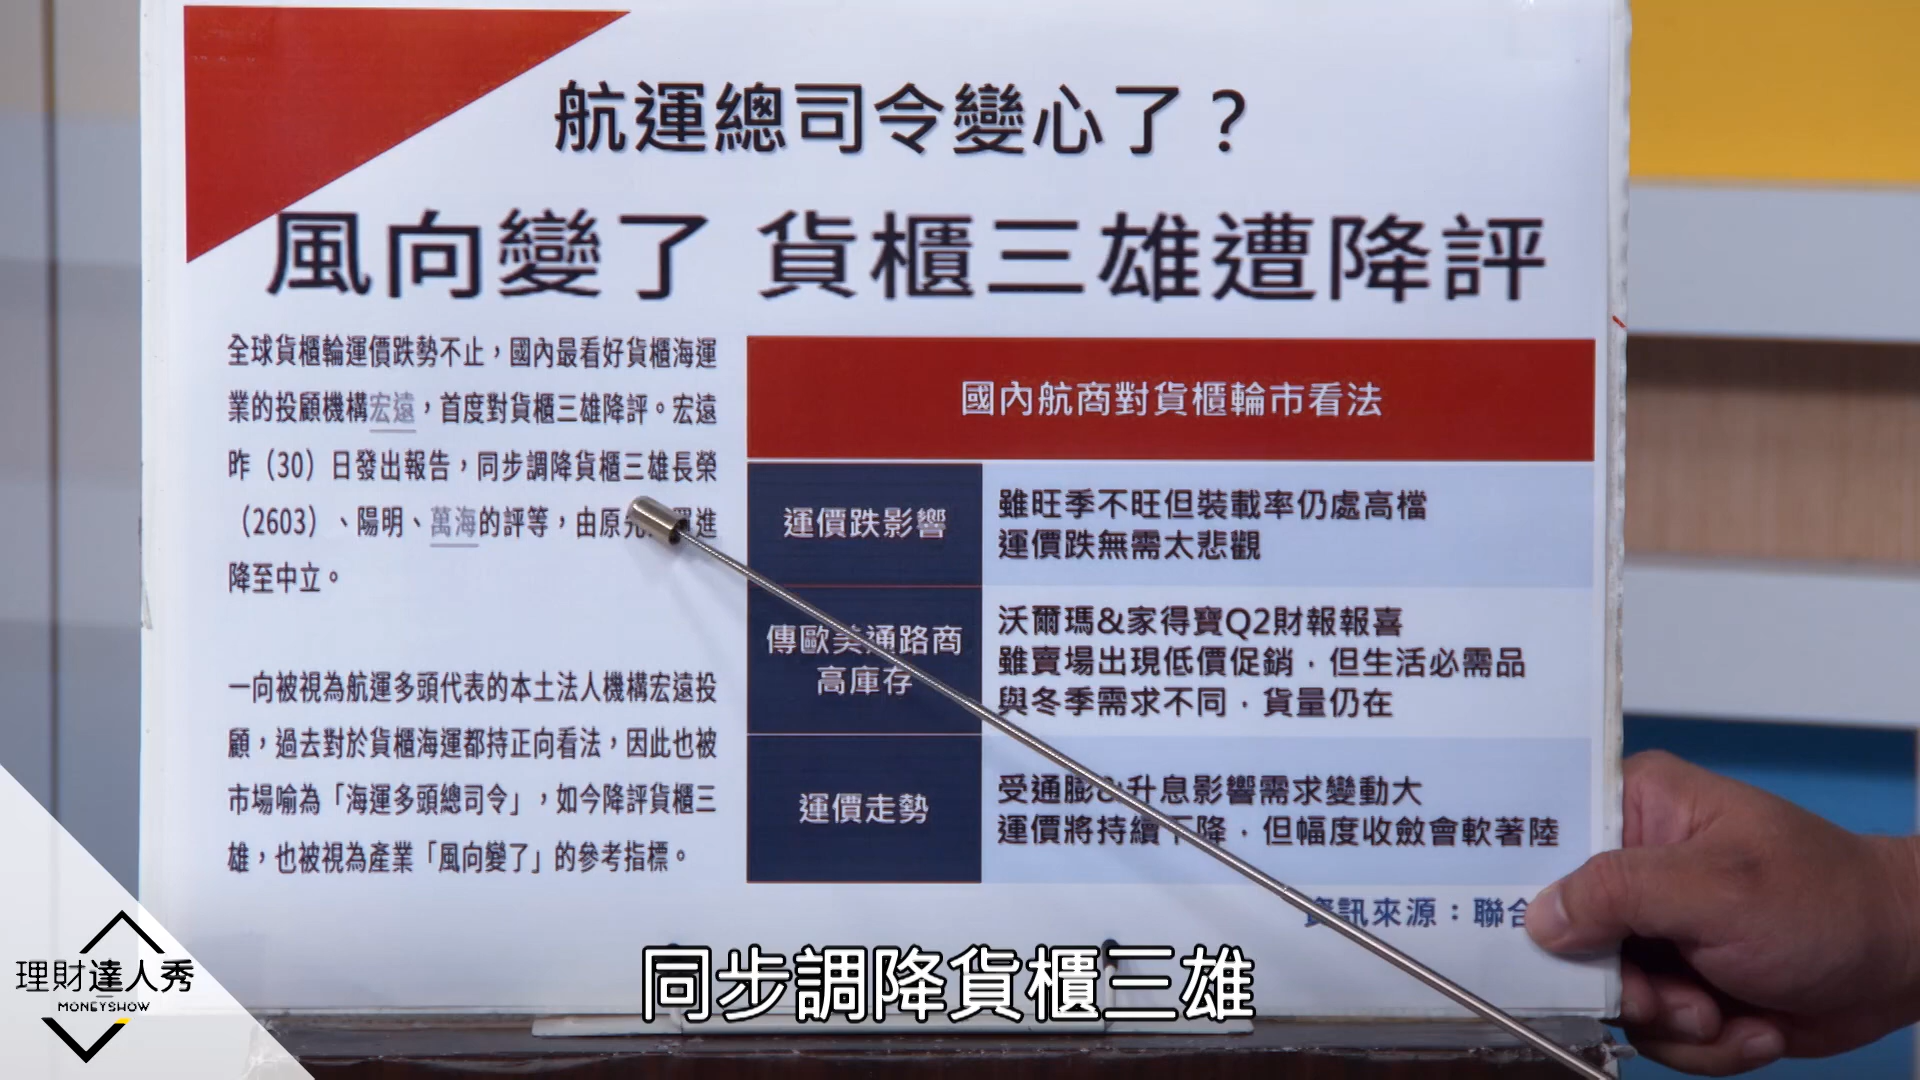 航運總司令變心了？
風向變了 貨櫃三雄遭降評
全球貨櫃輪運價跌勢不止，國內最看好貨櫃海運
業的投顧機構宏遠，首度對貨櫃三雄降評。宏遠
昨（30）日發出報告，同步調降貨櫃三雄長榮
（2603）、陽明、萬海的評等，由原先 進
降至中立。
一向被視為航運多頭代表的本土法人機構宏遠投
顧，過去對於貨櫃海運都持正向看法，因此也被
市場喻為「海運多頭總司令」，如今降評貨櫃三
雄，也被視為產業「風向變了」的參考指標。
國內航商對貨櫃輪市看法
運價跌影響
雖旺季不旺但裝載率仍處高檔
運價跌無需太悲觀
傳歐美通路商
高庫存
沃爾瑪&家得寶Q2財報報喜
雖賣場出現低價促銷，但生活必需品
與冬季需求不同，貨量仍在
運價走勢
受通膨&升息影響需求變動大
運價將持續下降，但幅度收斂會軟著陸
資訊來源：聯合
同步調降貨櫃三雄
理財達人秀
MONEYSHOW